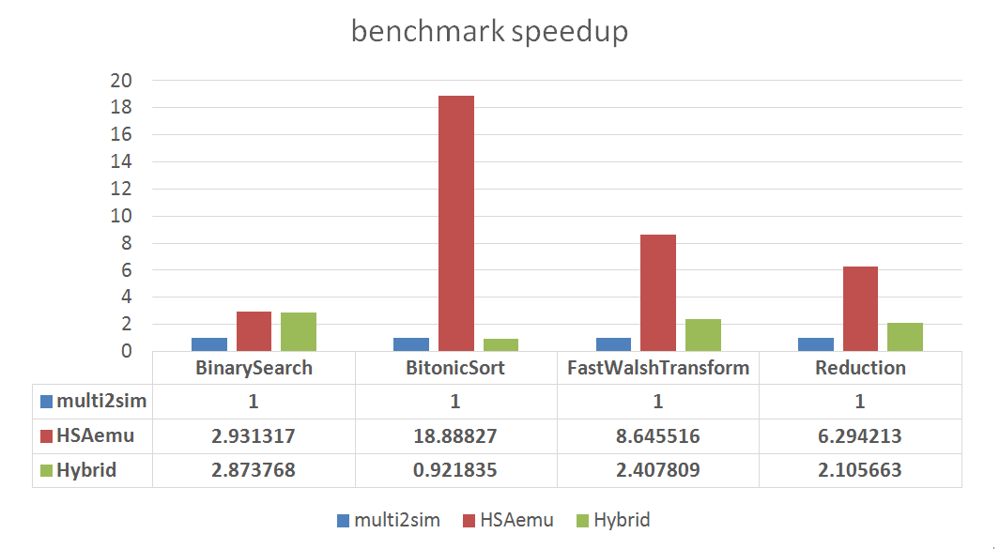 benchmark speedup
20
18
16
14
12
10
8
6
4
2
0
BinarySearch BitonicSort FastWalshTransform Reduction
multi2sim 1 1 1 1
HSAemu 2.931317 18.88827 8.645516 6.294213
Hybrid 2.873768 0.921835 2.407809 2.105663
multi2sim HSAemu Hybrid